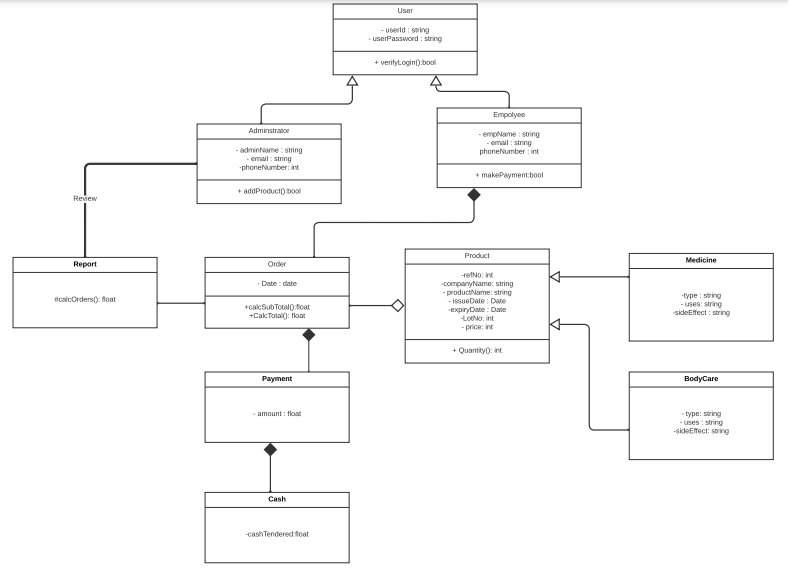 User
- userId : string
- userPassword : string
+ verifyLogin():bool
Adminstrator
- adminName : string
- email : string
-phoneNumber: int
+ addProduct():bool
Empolyee
- empName : string
- email : string
phoneNumber : int
+ makePayment:bool
Review
Report
#calcOrders(): float
Order
- Date : date
+calcSubTotal():float
+CalcTotal(): float
Product
-refNo: int
-companyName: string
- productName: string
- issueDate : Date
-expiryDate : Date
-LotNo: int
- price: int
+ Quantity(): int
Medicine
-type : string
- uses: string
-sideEffect : string
Payment
- amount : float
BodyCare
- type: string
- uses : string
-sideEffect: string
Cash
-cashTendered:float